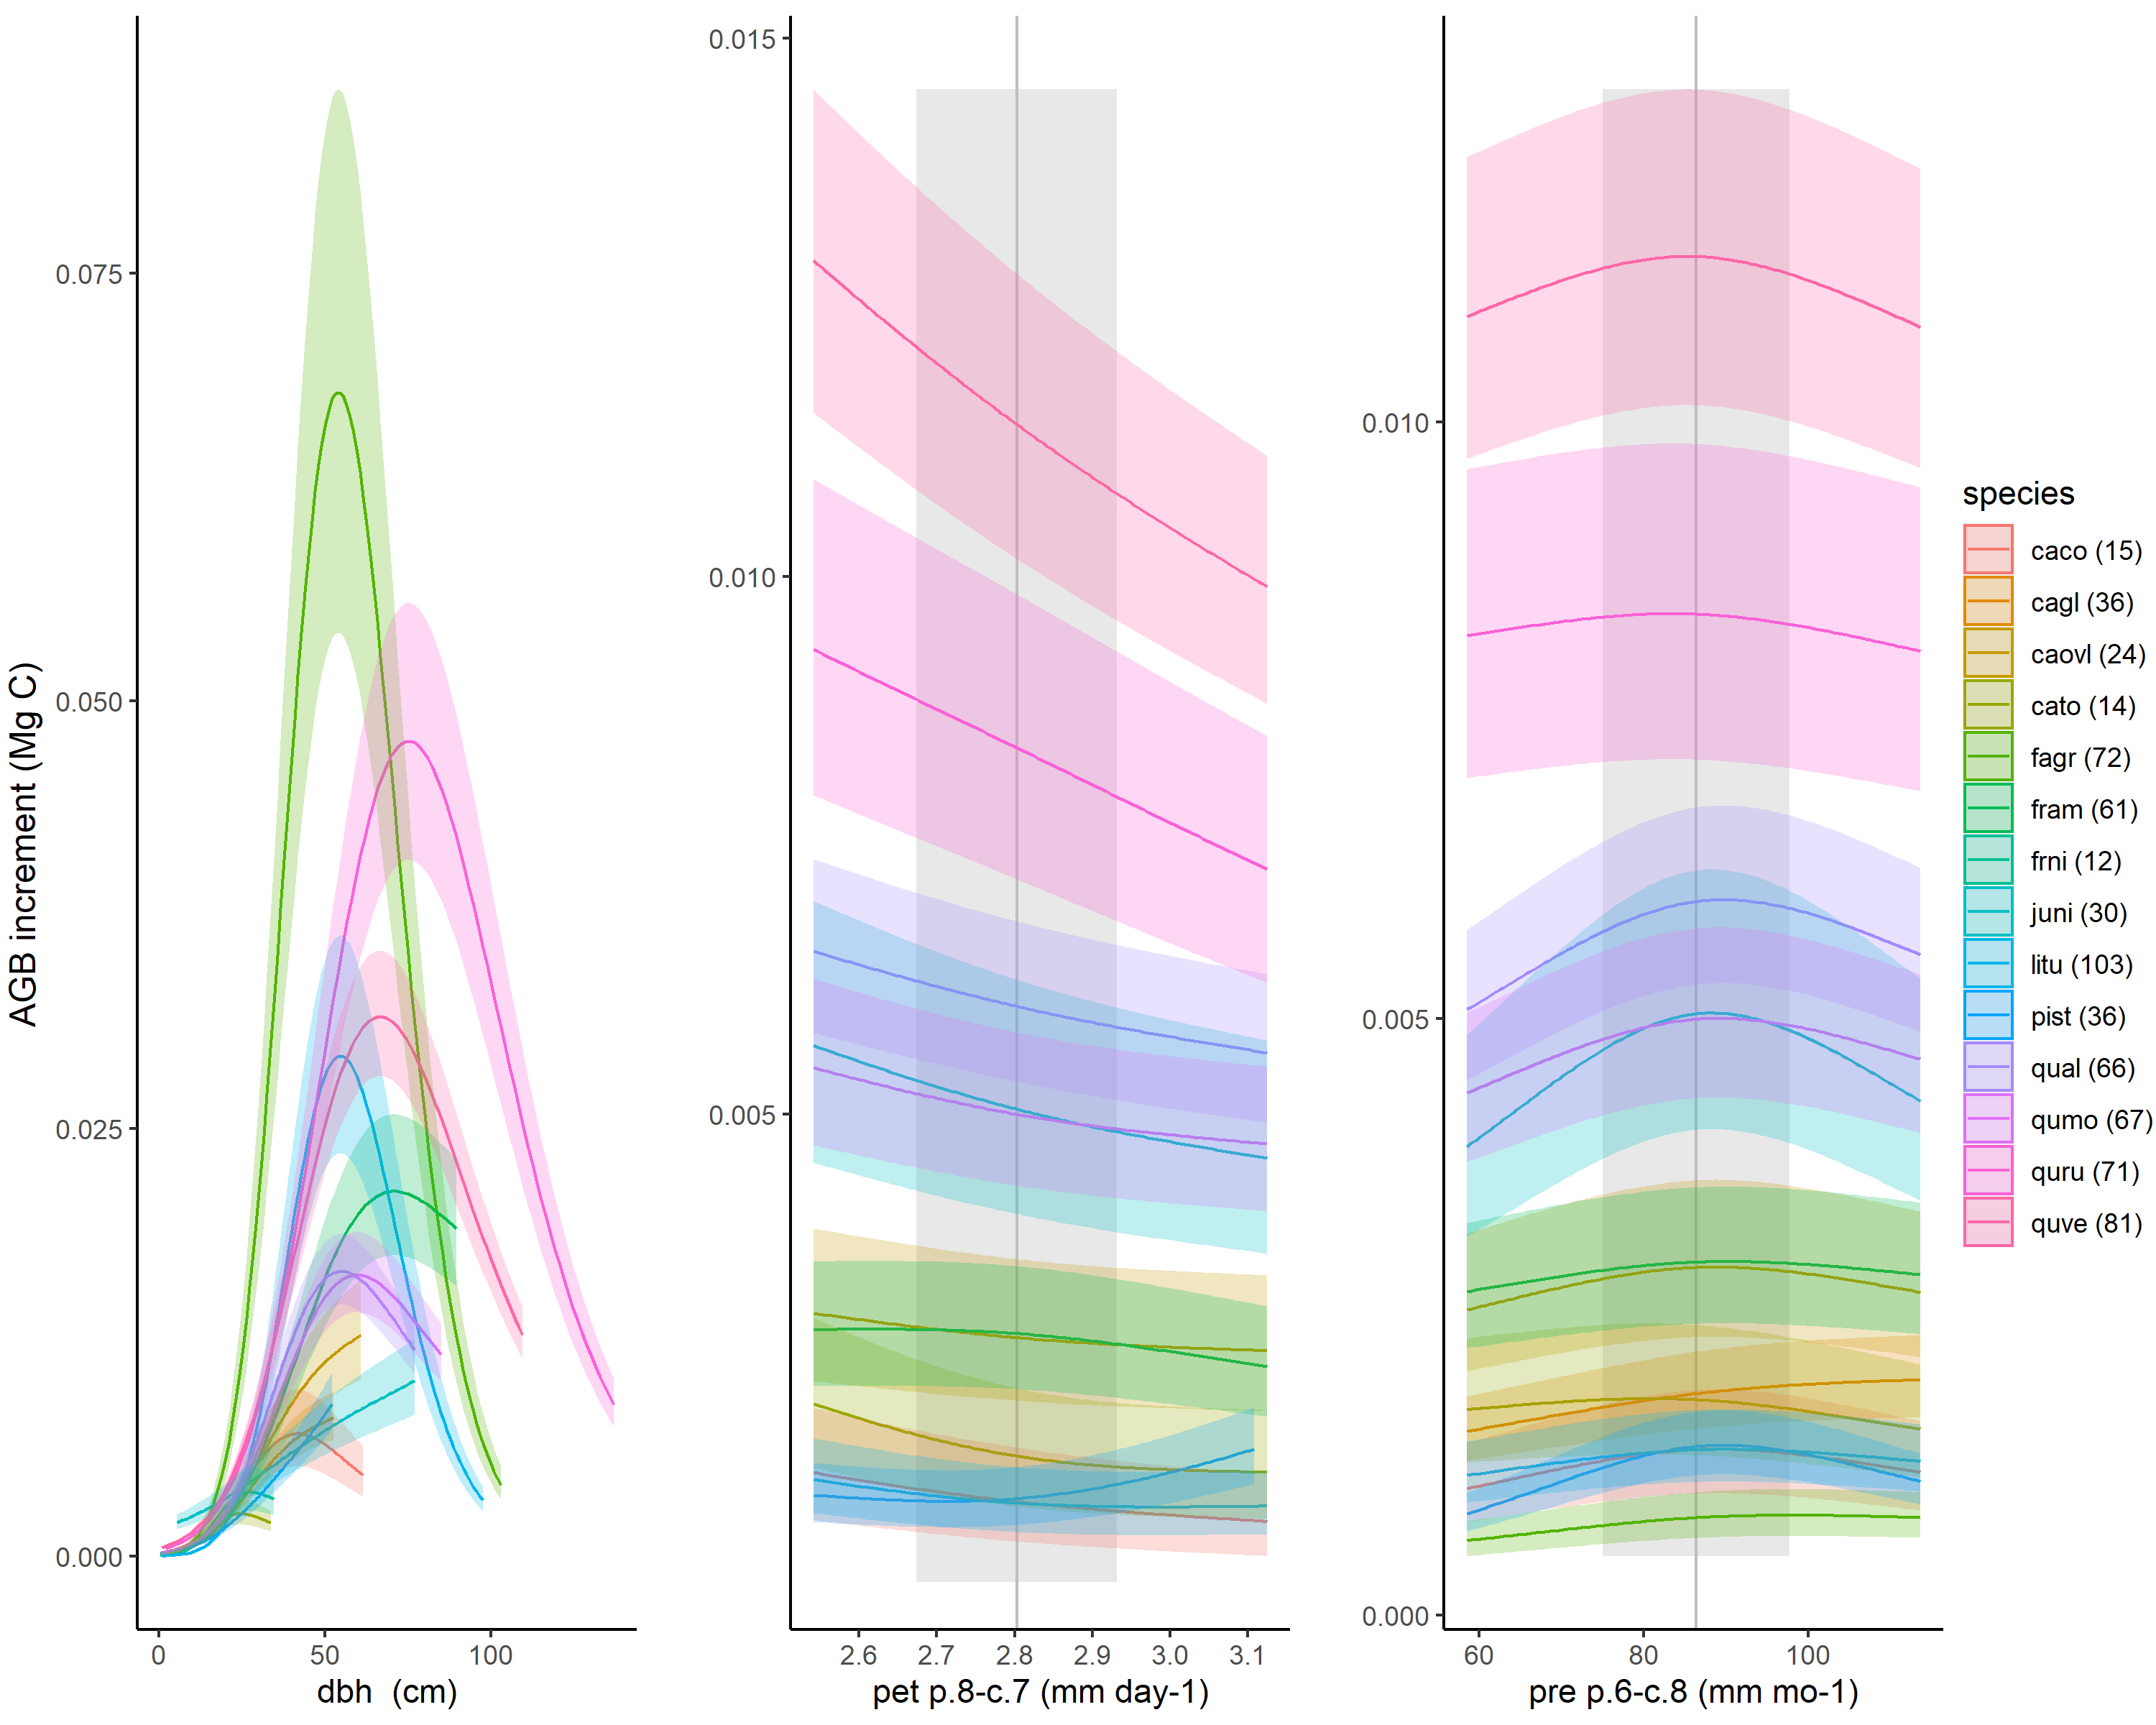 AGB increment (Mg C)
0.075
0.050
0.025
0.000
0 50 100
dbh  (cm)
0.015
0.010
0.005
2.6 2.7 2.8 2.9 3.0 3.1
pet p.8-c.7 (mm day-1)
0.010
0.005
0.000
60 80 100
pre p.6-c.8 (mm mo-1)
species
caco (15)
cagl (36)
caovl (24)
cato (14)
fagr (72)
fram (61)
frni (12)
juni (30)
litu (103)
pist (36)
qual (66)
qumo (67)
quru (71)
quve (81)